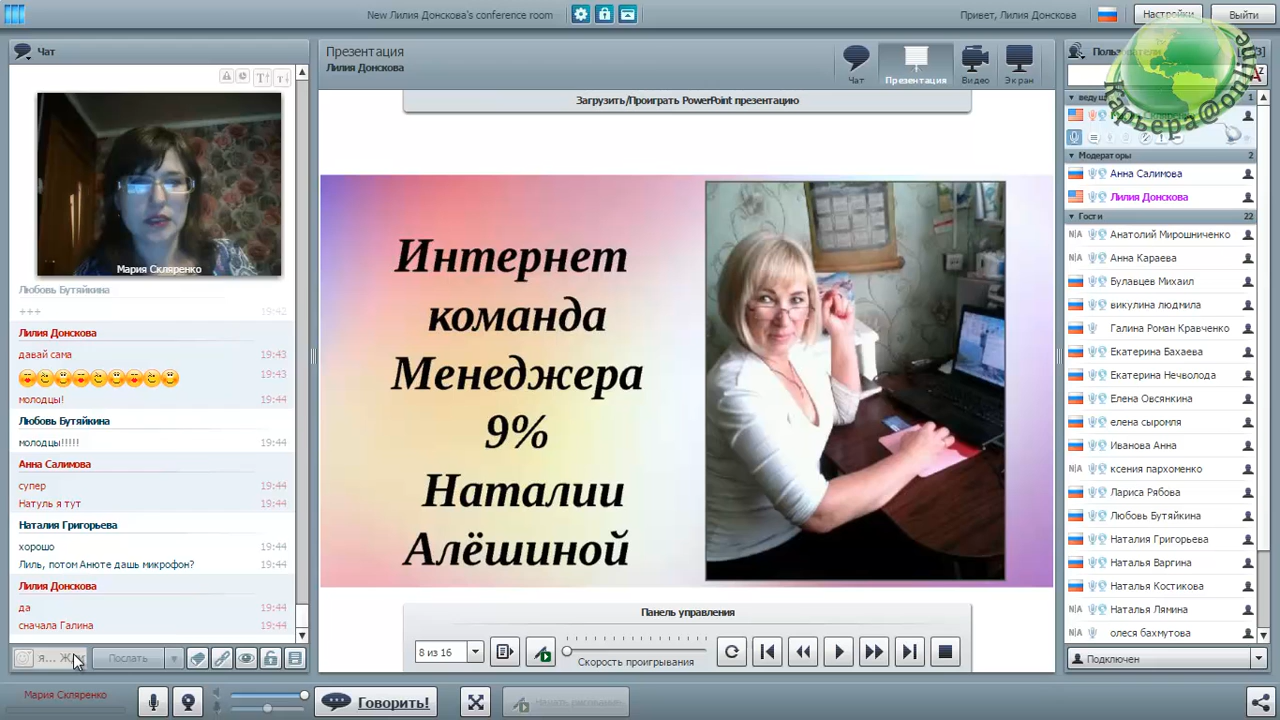 New Лилия Донскова's conference room
Привет, Лилия Донскова
Настройки
Выйти
Чат
Мария Скляренко
Любовь Бутяйкина
+++ 19:42
Лилия Донскова
давай сама 19:43
19:43
молодцы! 19:44
Любовь Бутяйкина
молодцы!!!!! 19:44
Анна Салимова
супер 19:44
Натуль я тут 19:44
Наталия Григорьева
хорошо 19:44
Лиль, потом Анюте дашь микрофон? 19:44
Лилия Донскова
да 19:44
сначала Галина 19:44
Послать
Мария Скляренко
Презентация
Лилия Донскова
Чат
Презентация
Видео
Экран
Загрузить/Проиграть PowerPoint презентацию
Интернет
команда
Менеджера
9%
Наталии
Алёшиной
Панель управления
8 из 16
Скорость проигрывания
Говорить!
Начать рисование
карьера@online
Модераторы 2
Анна Салимова
Лилия Донскова
Гости 22
N/A Анатолий Мирошниченко
N/A Анна Караева
Булавцев Михаил
викулина людмила
N/A Галина Роман Кравченко
Екатерина Бахаева
Екатерина Нечволода
Елена Овсянкина
елена сыромля
Иванова Анна
ксения пархоменко
Лариса Рябова
Любовь Бутяйкина
Наталия Григорьева
Наталья Варгина
Наталья Костикова
N/A Наталья Лямина
N/A олеся бахмутова
Подключен